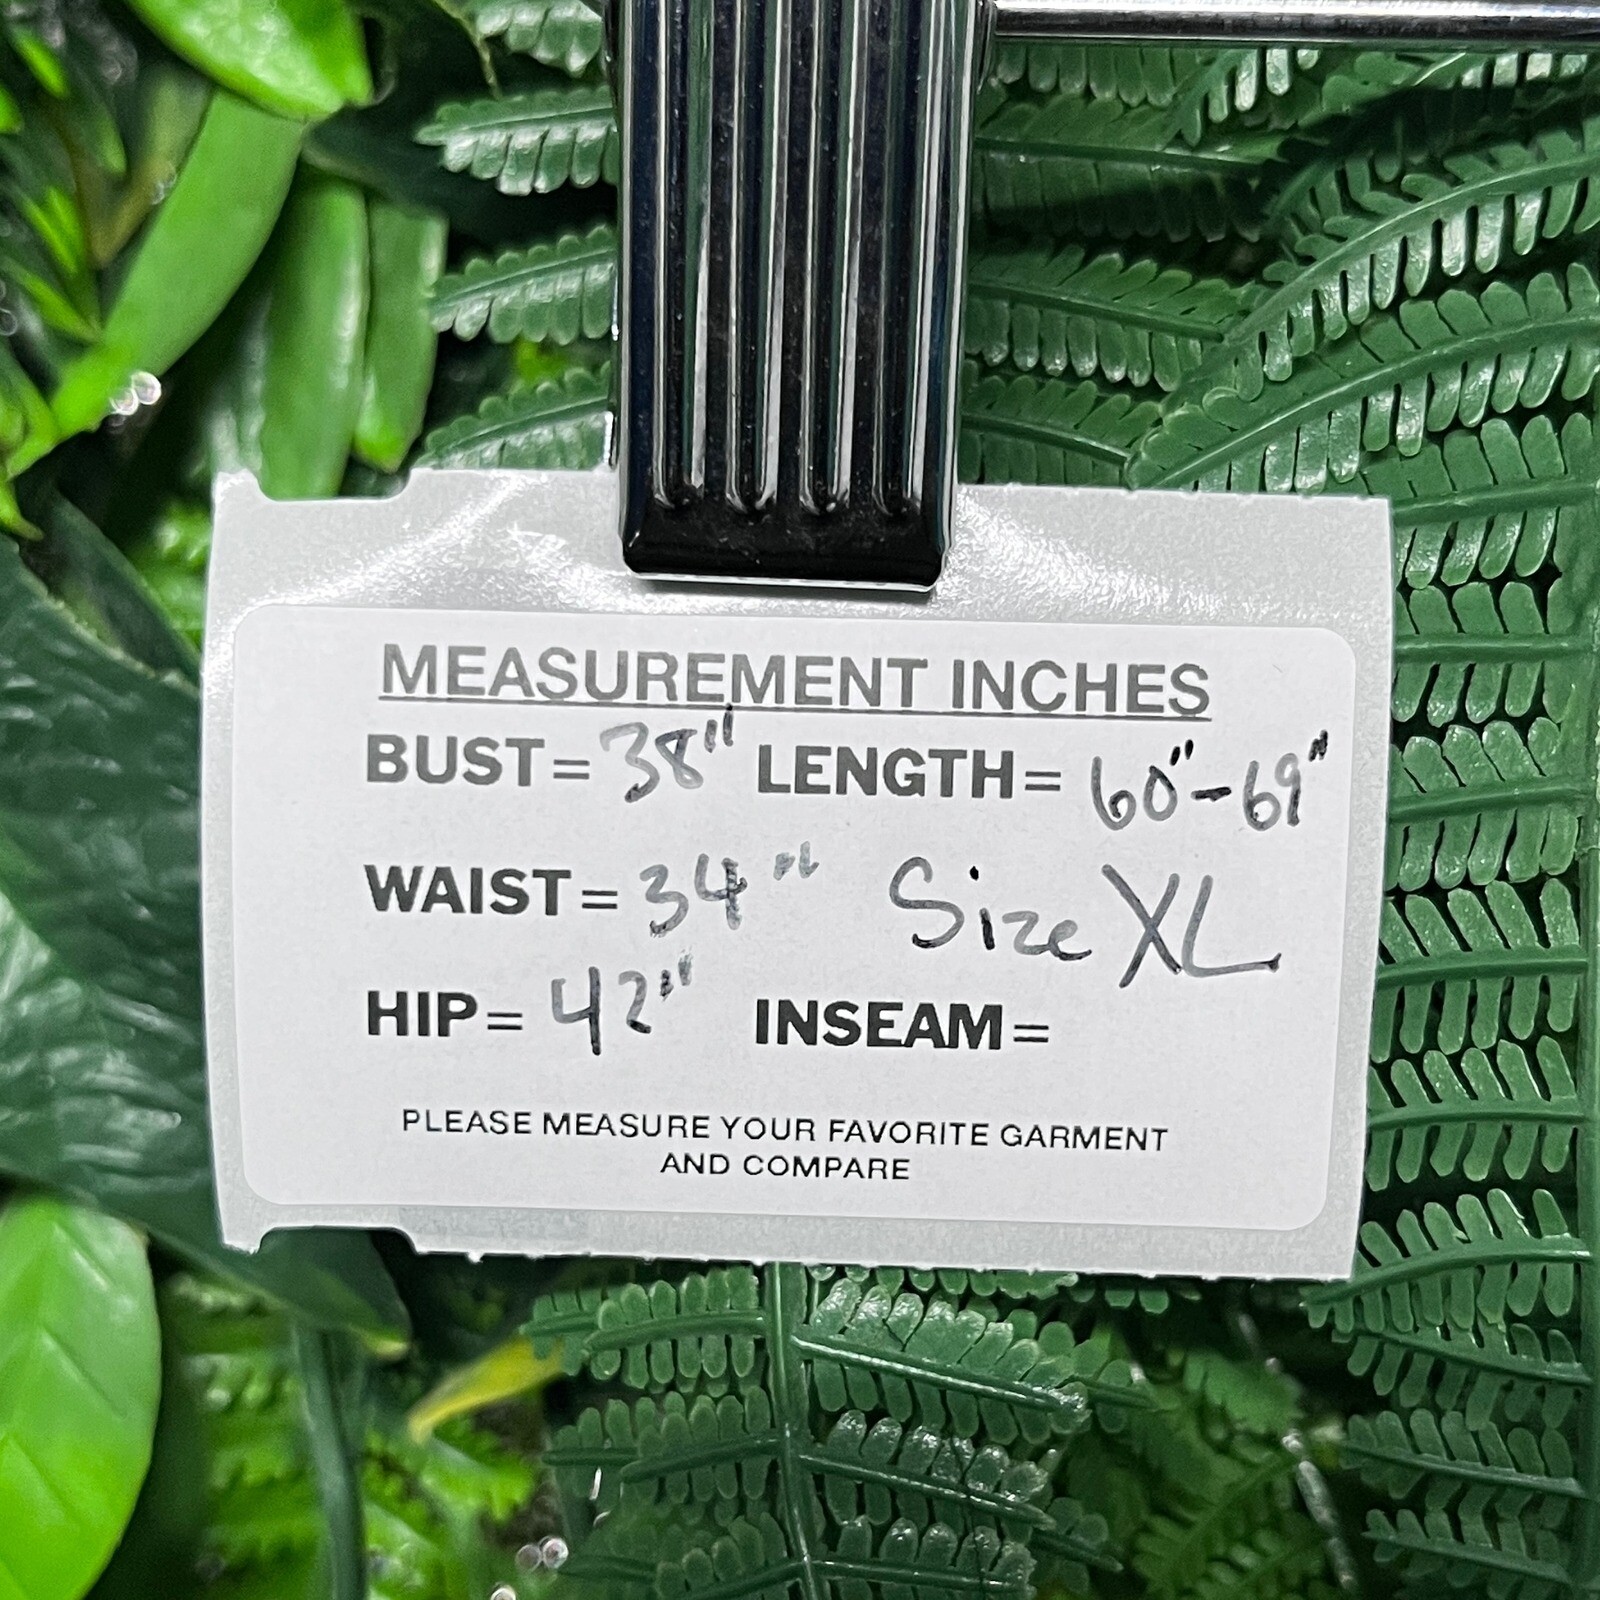 MEASUREMENT INCHES
BUST= 38" LENGTH= 60"-69"
WAIST= 34" Size XL
HIP= 42" INSEAM=
PLEASE MEASURE YOUR FAVORITE GARMENT
AND COMPARE